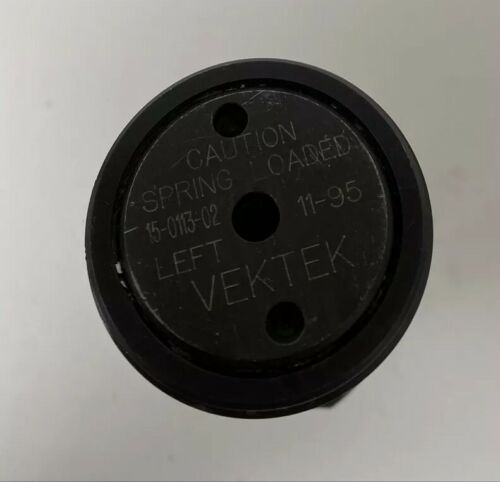 CAUTION
SPRING LOADED
15-0113-02 11-95
LEFT
VEKTEK